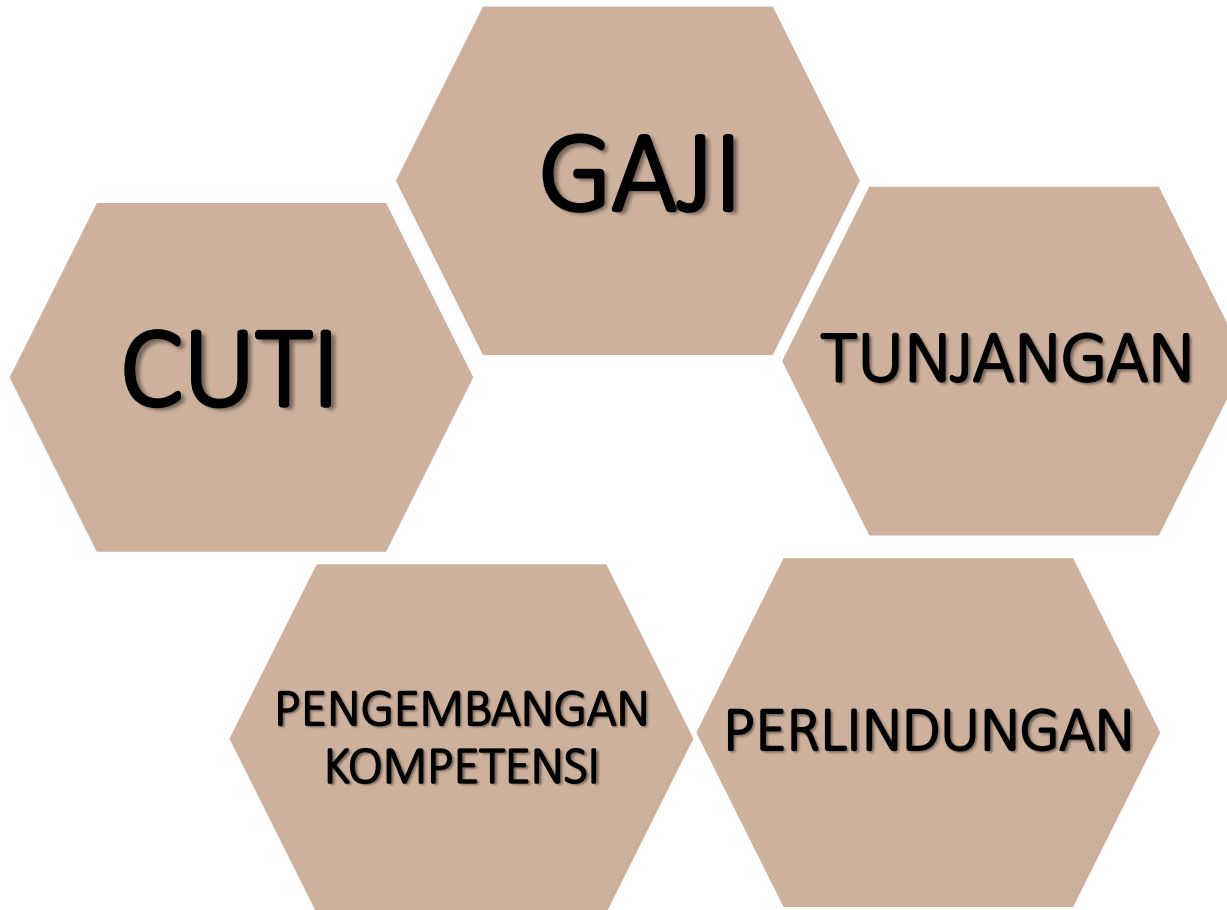 GAJI
CUTI
TUNJANGAN
PENGEMBANGAN
KOMPETENSI
PERLINDUNGAN